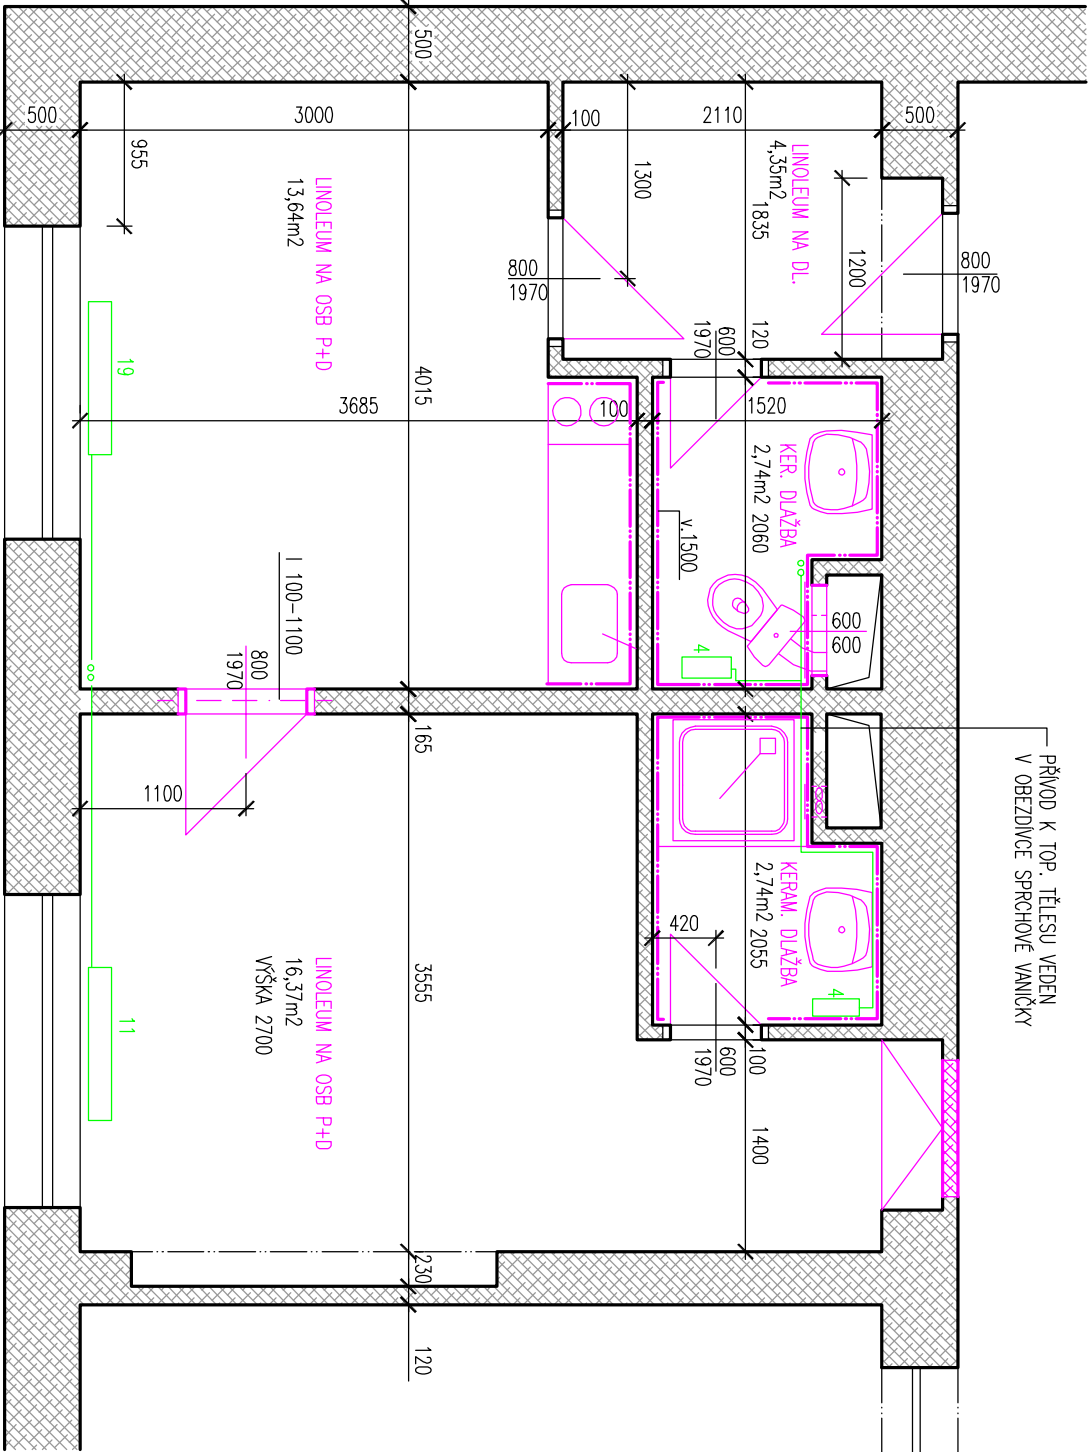 500
500
3000
100
2110
500
955
1300
LINOLEUM NA DL.
4,35m2
1835
1200
800
1970
800
1970
LINOLEUM NA OSB P+D
13,64m2
120
600
1970
19
4015
3685
100
1520
KER. DLAŽBA
2,74m2 2060
v.1500
600
600
4
I 100-1100
800
1970
165
1100
PŘÍVOD K TOP. TĚLESU VEDEN
V OBEZDÍVCE SPRCHOVÉ VANIČKY
KERAM. DLAŽBA
2,74m2 2055
420
4
100
600
1970
3555
LINOLEUM NA OSB P+D
16,37m2
VÝŠKA 2700
11
1400
230
120